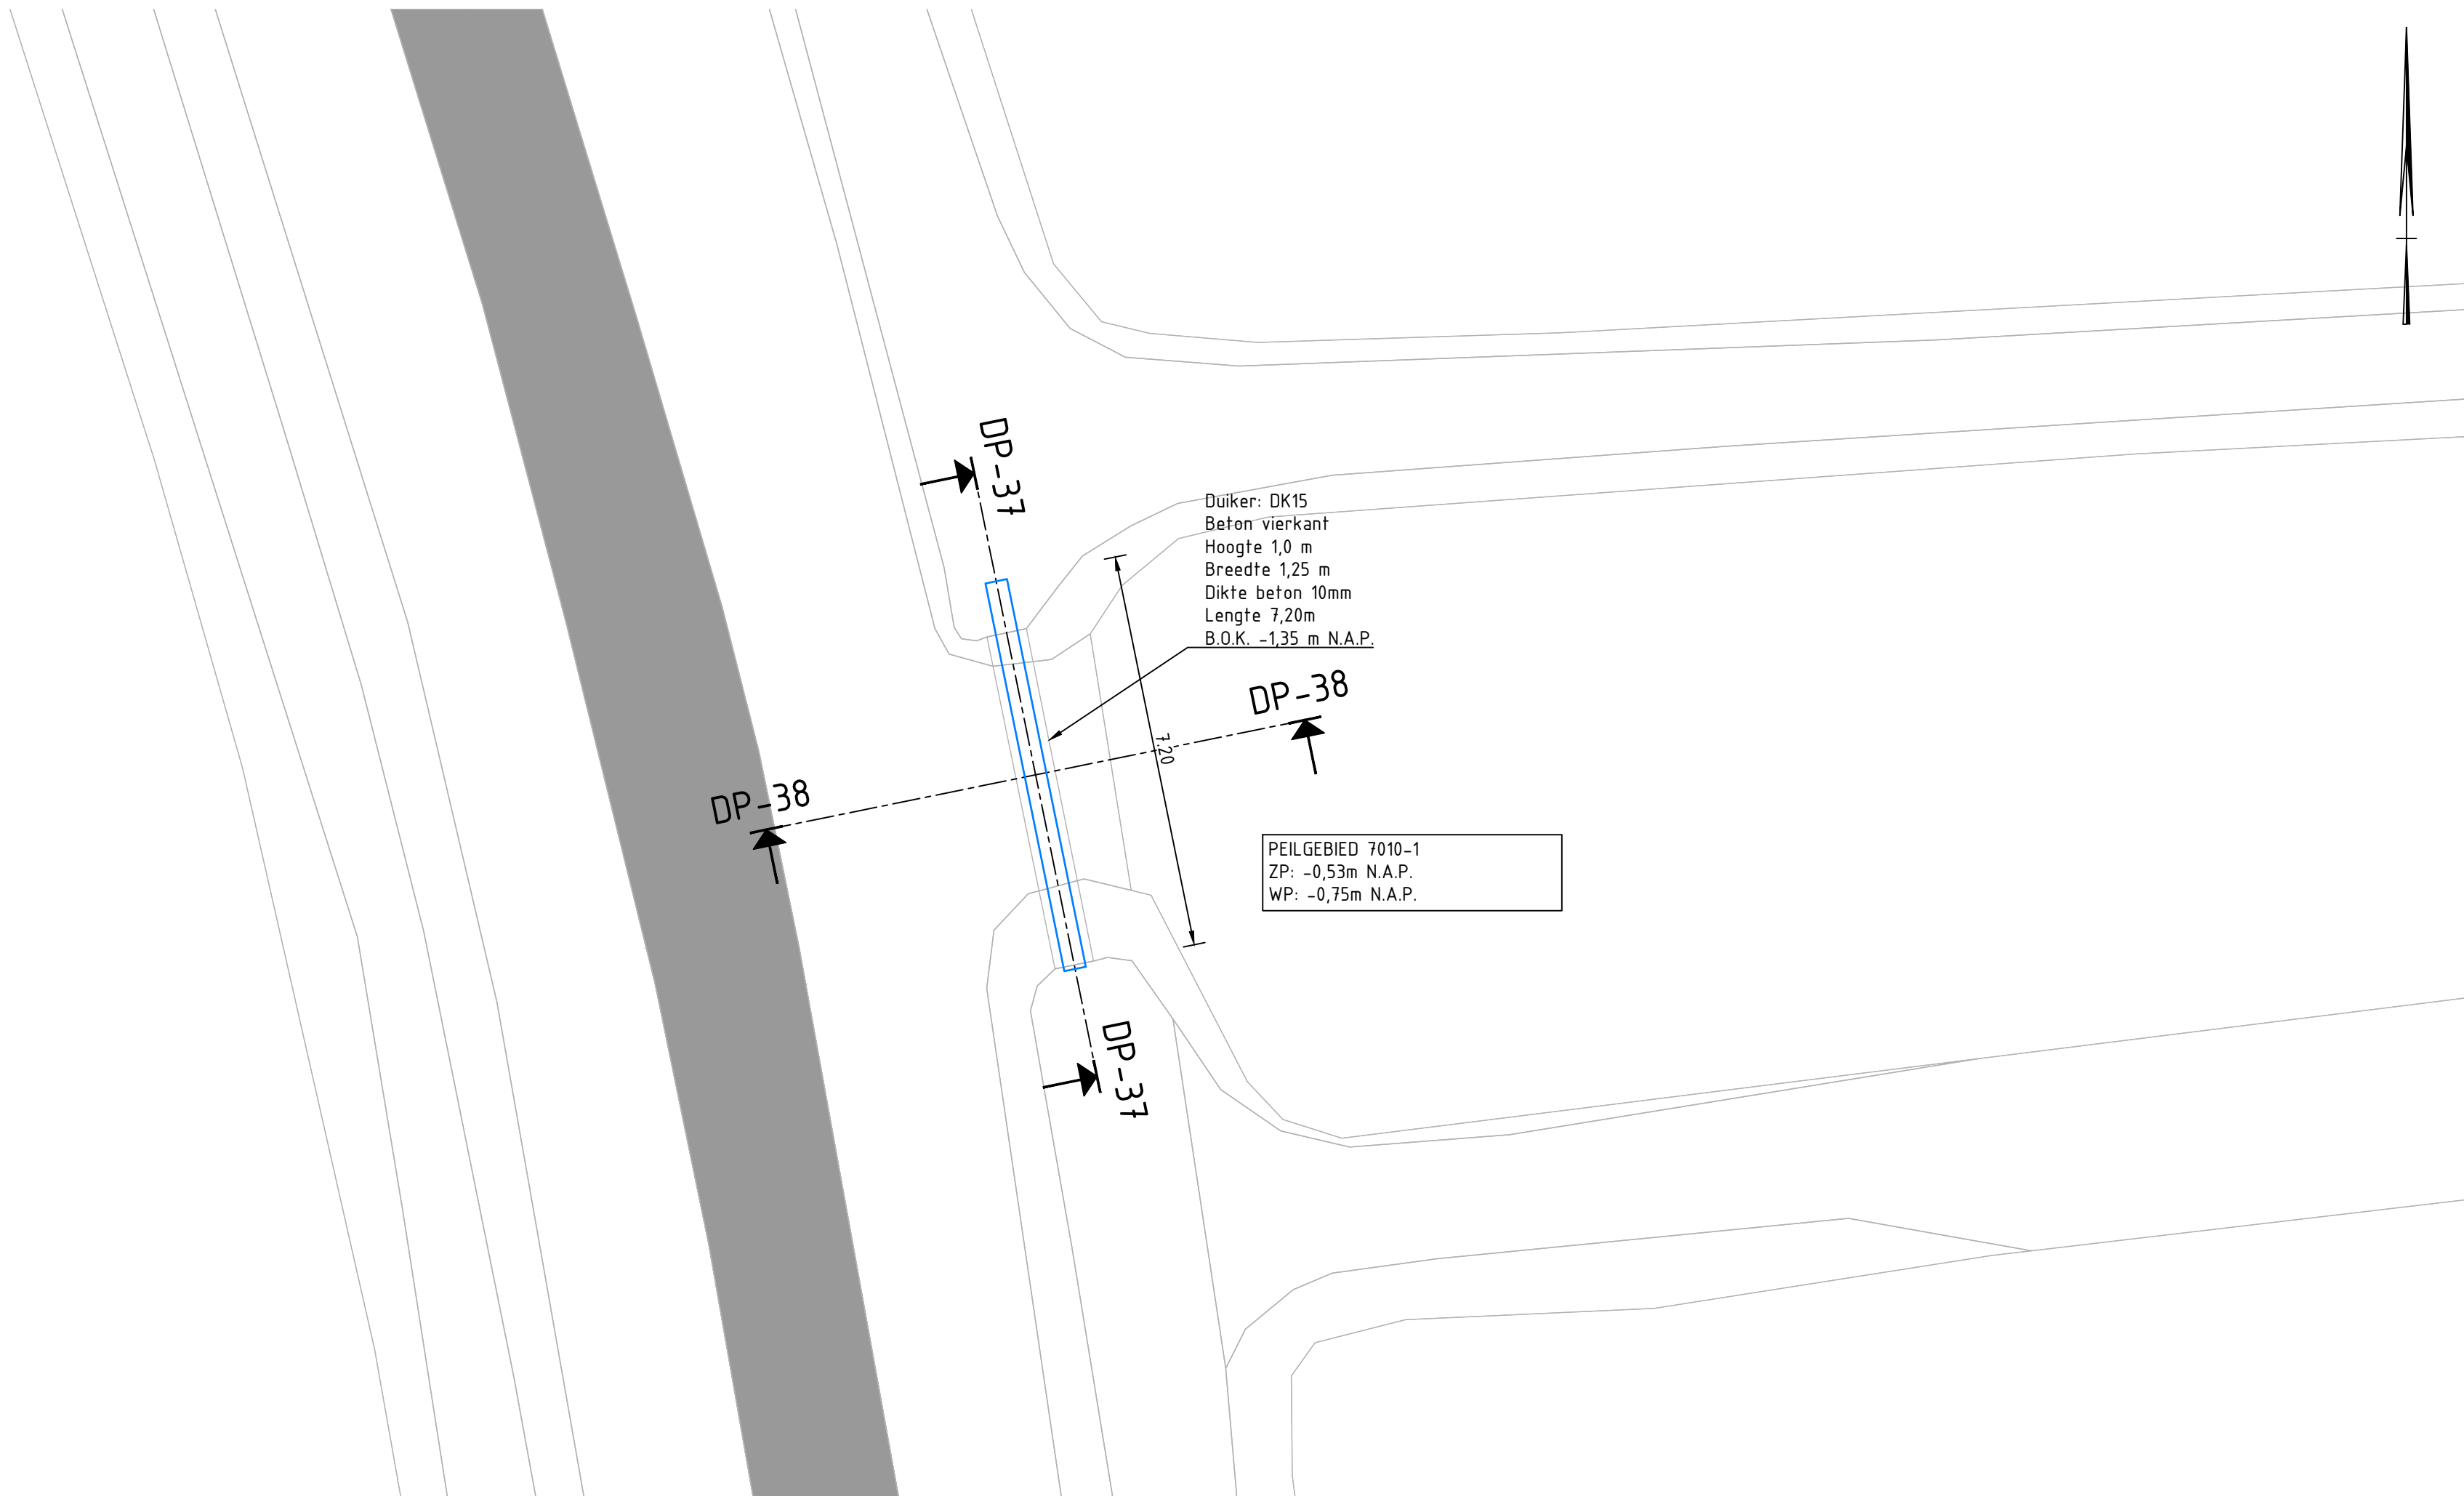 DP-37
Duiker: DK15
Beton vierkant
Hoogte 1,0 m
Breedte 1,25 m
Dikte beton 10mm
Lengte 7,20m
B.O.K. -1,35 m N.A.P.
DP-38
7.20
DP-38
PEILGEBIED 7010-1
ZP: -0,53m N.A.P.
WP: -0,75m N.A.P.
DP-37